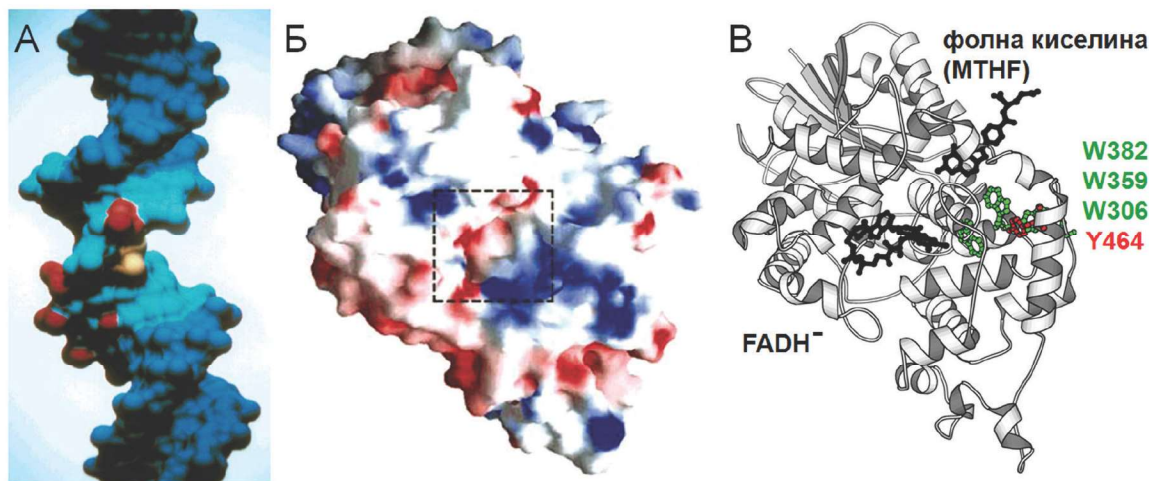 А
Б
В
фолна киселина
(MTHF)
W382
W359
W306
Y464
FADH⁻